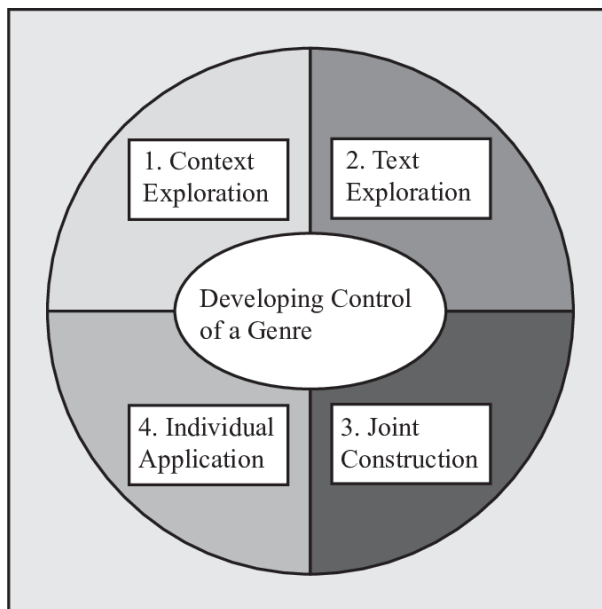 1. Context
Exploration
2. Text
Exploration
Developing Control
of a Genre
4. Individual
Application
3. Joint
Construction